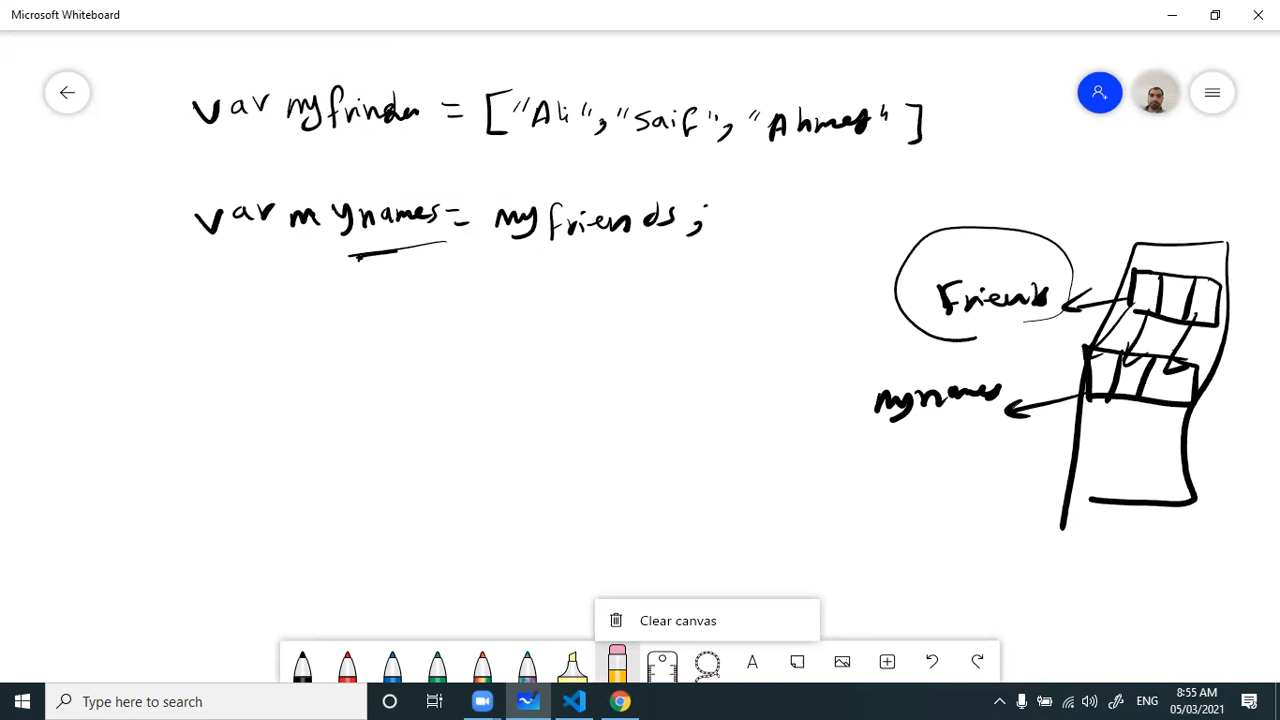 Microsoft Whiteboard
var myfrinds = ["Ali", "Saif", "Ahmed"]
var mynames = myfriends;
Friends
mynames
Clear canvas
A
Type here to search
ENG
8:55 AM
05/03/2021